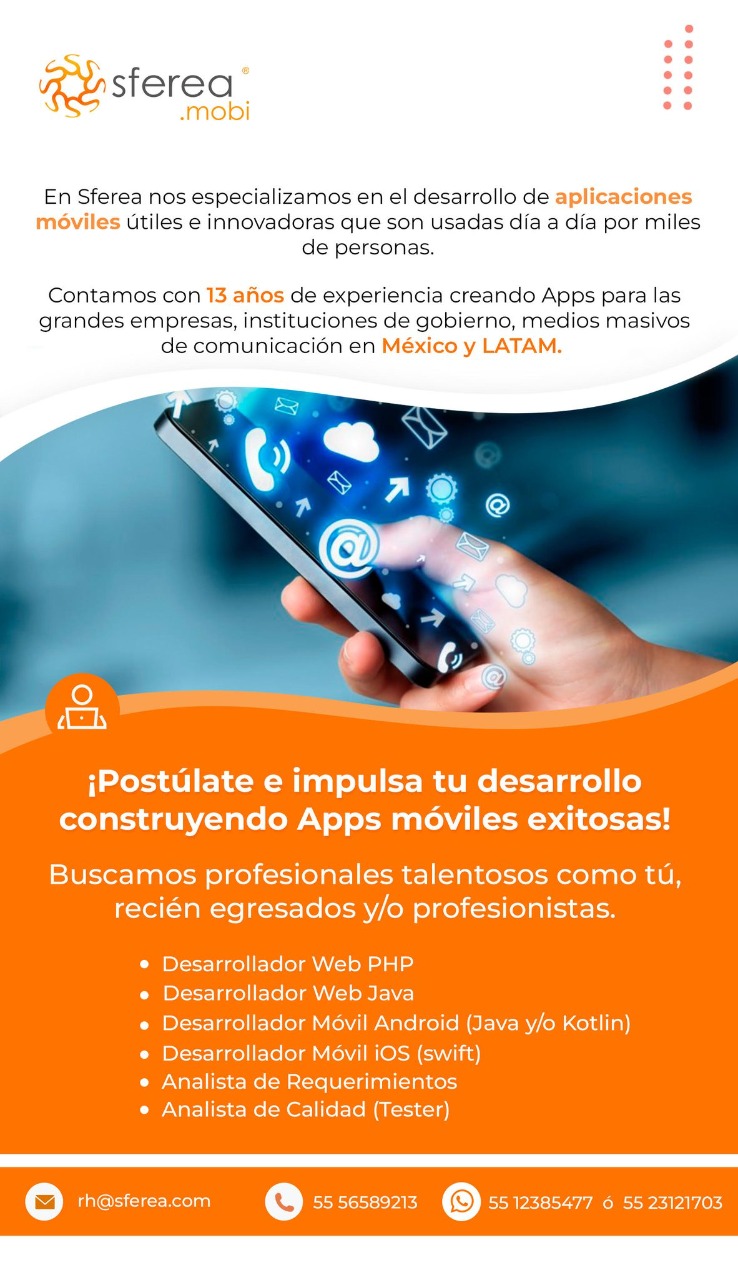 sferea®
.mobi
En Sferea nos especializamos en el desarrollo de aplicaciones
móviles útiles e innovadoras que son usadas día a día por miles
de personas.
Contamos con 13 años de experiencia creando Apps para las
grandes empresas, instituciones de gobierno, medios masivos
de comunicación en México y LATAM.
@
@
@
¡Postúlate e impulsa tu desarrollo
construyendo Apps móviles exitosas!
Buscamos profesionales talentosos como tú,
recién egresados y/o profesionistas.
• Desarrollador Web PHP
• Desarrollador Web Java
• Desarrollador Móvil Android (Java y/o Kotlin)
• Desarrollador Móvil iOS (swift)
• Analista de Requerimientos
• Analista de Calidad (Tester)
rh@sferea.com 55 56589213 55 12385477 ó 55 23121703